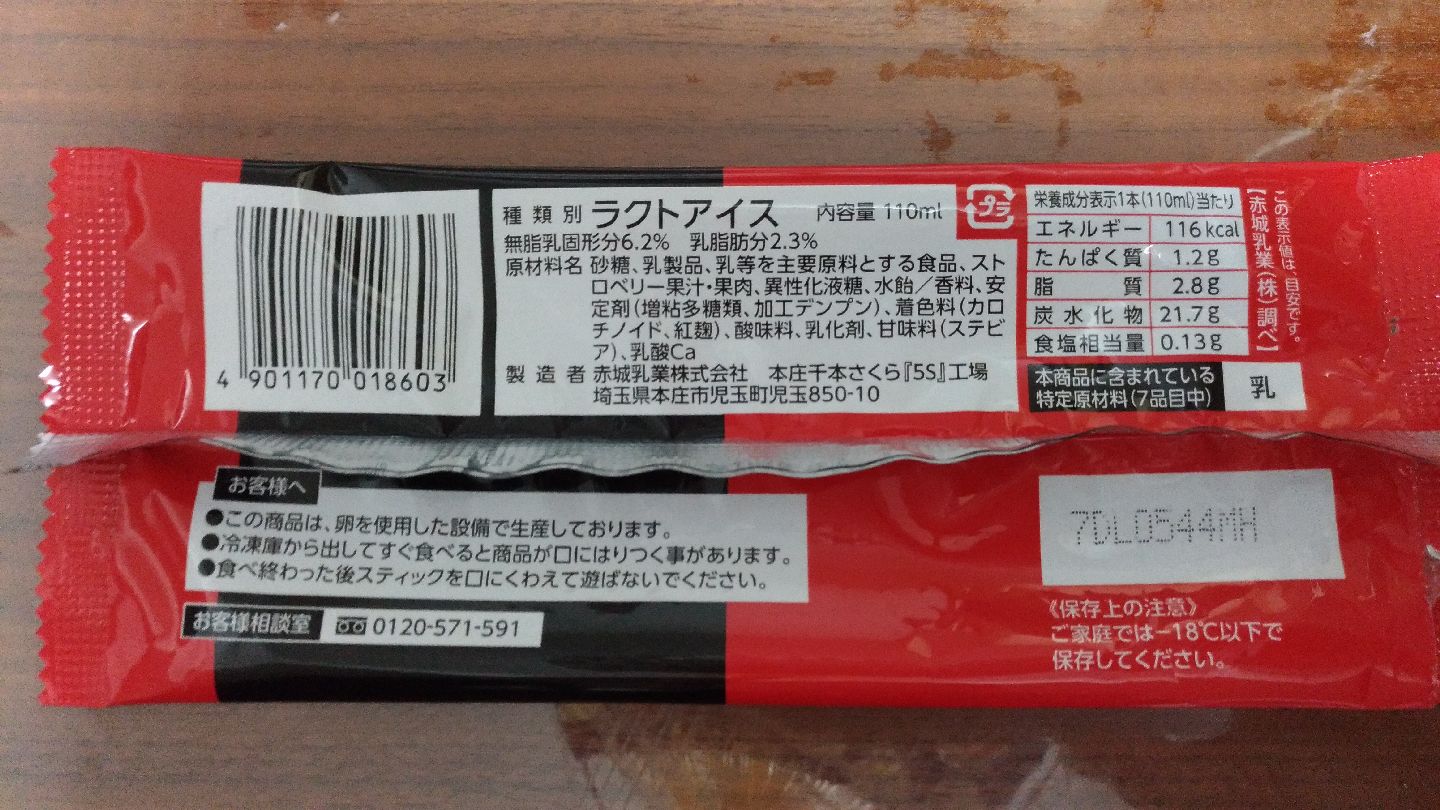 4 901170 018603
種類別 ラクトアイス 内容量 110ml
無脂乳固形分6.2% 乳脂肪分2.3%
原材料名 砂糖、乳製品、乳等を主要原料とする食品、スト
ロベリー果汁・果肉、異性化液糖、水飴／香料、安
定剤(増粘多糖類、加工デンプン)、着色料(カロ
チノイド、紅麹)、酸味料、乳化剤、甘味料(ステビ
ア)、乳酸Ca
製造者 赤城乳業株式会社 本庄千本さくら『5S』工場
埼玉県本庄市児玉町児玉850-10
プラ
栄養成分表示1本(110ml)当たり
エネルギー 116kcal
たんぱく質 1.2g
脂質 2.8g
炭水化物 21.7g
食塩相当量 0.13g
この表示値は、目安です。
【赤城乳業(株)調べ】
本商品に含まれている
特定原材料(7品目中)
乳
お客様へ
●この商品は、卵を使用した設備で生産しております。
●冷凍庫から出してすぐ食べると商品が口にはりつく事があります。
●食べ終わった後スティックを口にくわえて遊ばないでください。
お客様相談室 0120-571-591
7DL0544MH
《保存上の注意》
ご家庭では−18℃以下で
保存してください。